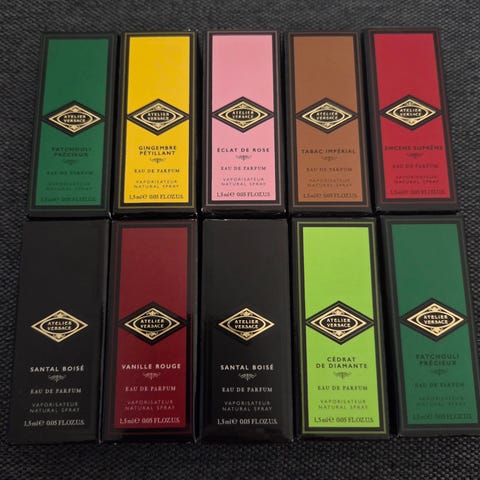 ATELIER
VERSACE
PATCHOULI
PRÉCIEUX
EAU DE PARFUM
VAPORISATEUR
NATURAL SPRAY
1,5ml℮ 0.05 FL.OZ.U.S.
ATELIER
VERSACE
GINGEMBRE
PÉTILLANT
EAU DE PARFUM
VAPORISATEUR
NATURAL SPRAY
1,5ml℮ 0.05 FL.OZ.U.S.
ATELIER
VERSACE
ÉCLAT DE ROSE
EAU DE PARFUM
VAPORISATEUR
NATURAL SPRAY
1,5ml℮ 0.05 FL.OZ.U.S.
ATELIER
VERSACE
TABAC IMPÉRIAL
EAU DE PARFUM
VAPORISATEUR
NATURAL SPRAY
1,5ml℮ 0.05 FL.OZ.U.S.
ATELIER
VERSACE
ENCENS SUPRÊME
EAU DE PARFUM
VAPORISATEUR
NATURAL SPRAY
1,5ml℮ 0.05 FL.OZ.U.S.
ATELIER
VERSACE
SANTAL BOISÉ
EAU DE PARFUM
VAPORISATEUR
NATURAL SPRAY
1,5ml℮ 0.05 FL.OZ.U.S.
ATELIER
VERSACE
VANILLE ROUGE
EAU DE PARFUM
VAPORISATEUR
NATURAL SPRAY
1,5ml℮ 0.05 FL.OZ.U.S.
ATELIER
VERSACE
SANTAL BOISÉ
EAU DE PARFUM
VAPORISATEUR
NATURAL SPRAY
1,5ml℮ 0.05 FL.OZ.U.S.
ATELIER
VERSACE
CÉDRAT
DE DIAMANTE
EAU DE PARFUM
VAPORISATEUR
NATURAL SPRAY
1,5ml℮ 0.05 FL.OZ.U.S.
ATELIER
VERSACE
PATCHOULI
PRÉCIEUX
EAU DE PARFUM
VAPORISATEUR
NATURAL SPRAY
1,5ml℮ 0.05 FL.OZ.U.S.